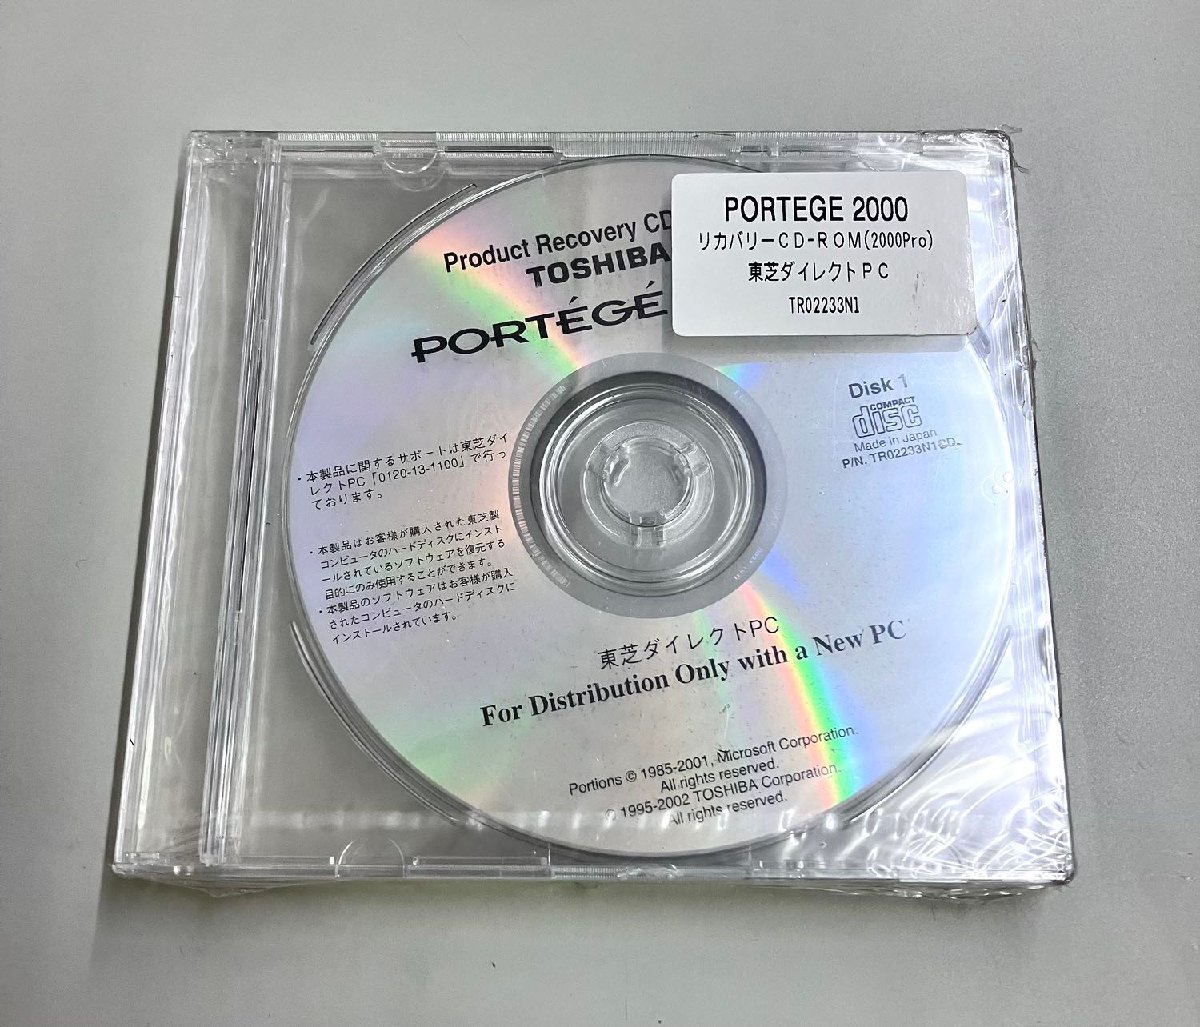 PORTEGE 2000
リカバリーCD-ROM(2000Pro)
東芝ダイレクトPC
TR02233N1
Product Recovery CD
TOSHIBA
PORTÉGÉ
Disk 1
COMPACT
disc
Made in Japan
P/N. TR02233N1CD
・本製品に関するサポートは東芝ダイ
レクトPC「0120-13-1100」で行っ
ております。
・本製品はお客様が購入された東芝製
コンピュータのハードディスクにインスト
ールされているソフトウェアを復元する
目的にのみ使用することができます。
・本製品のソフトウェアはお客様が購入
されたコンピュータのハードディスクに
インストールされています。
東芝ダイレクトPC
For Distribution Only with a New PC
Portions © 1985-2001, Microsoft Corporation.
All rights reserved.
© 1995-2002 TOSHIBA Corporation.
All rights reserved.